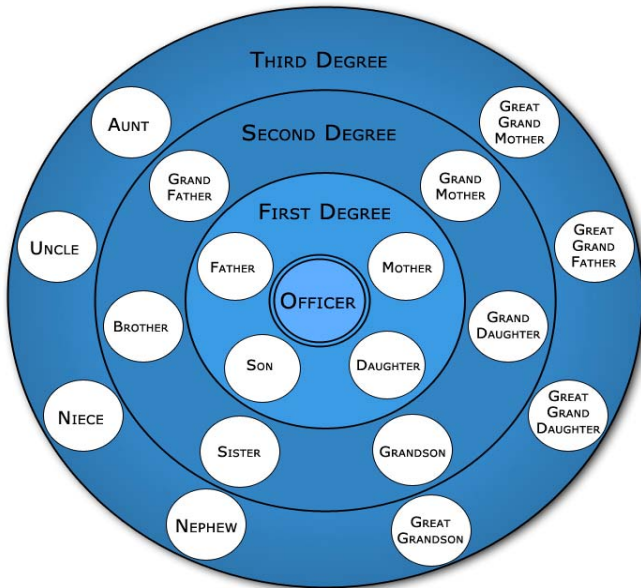 Third Degree
Aunt
Great
Grand
Mother
Second Degree
Grand
Father
Grand
Mother
First Degree
Uncle
Great
Grand
Father
Father
Mother
Officer
Brother
Grand
Daughter
Son
Daughter
Niece
Great
Grand
Daughter
Sister
Grandson
Nephew
Great
Grandson